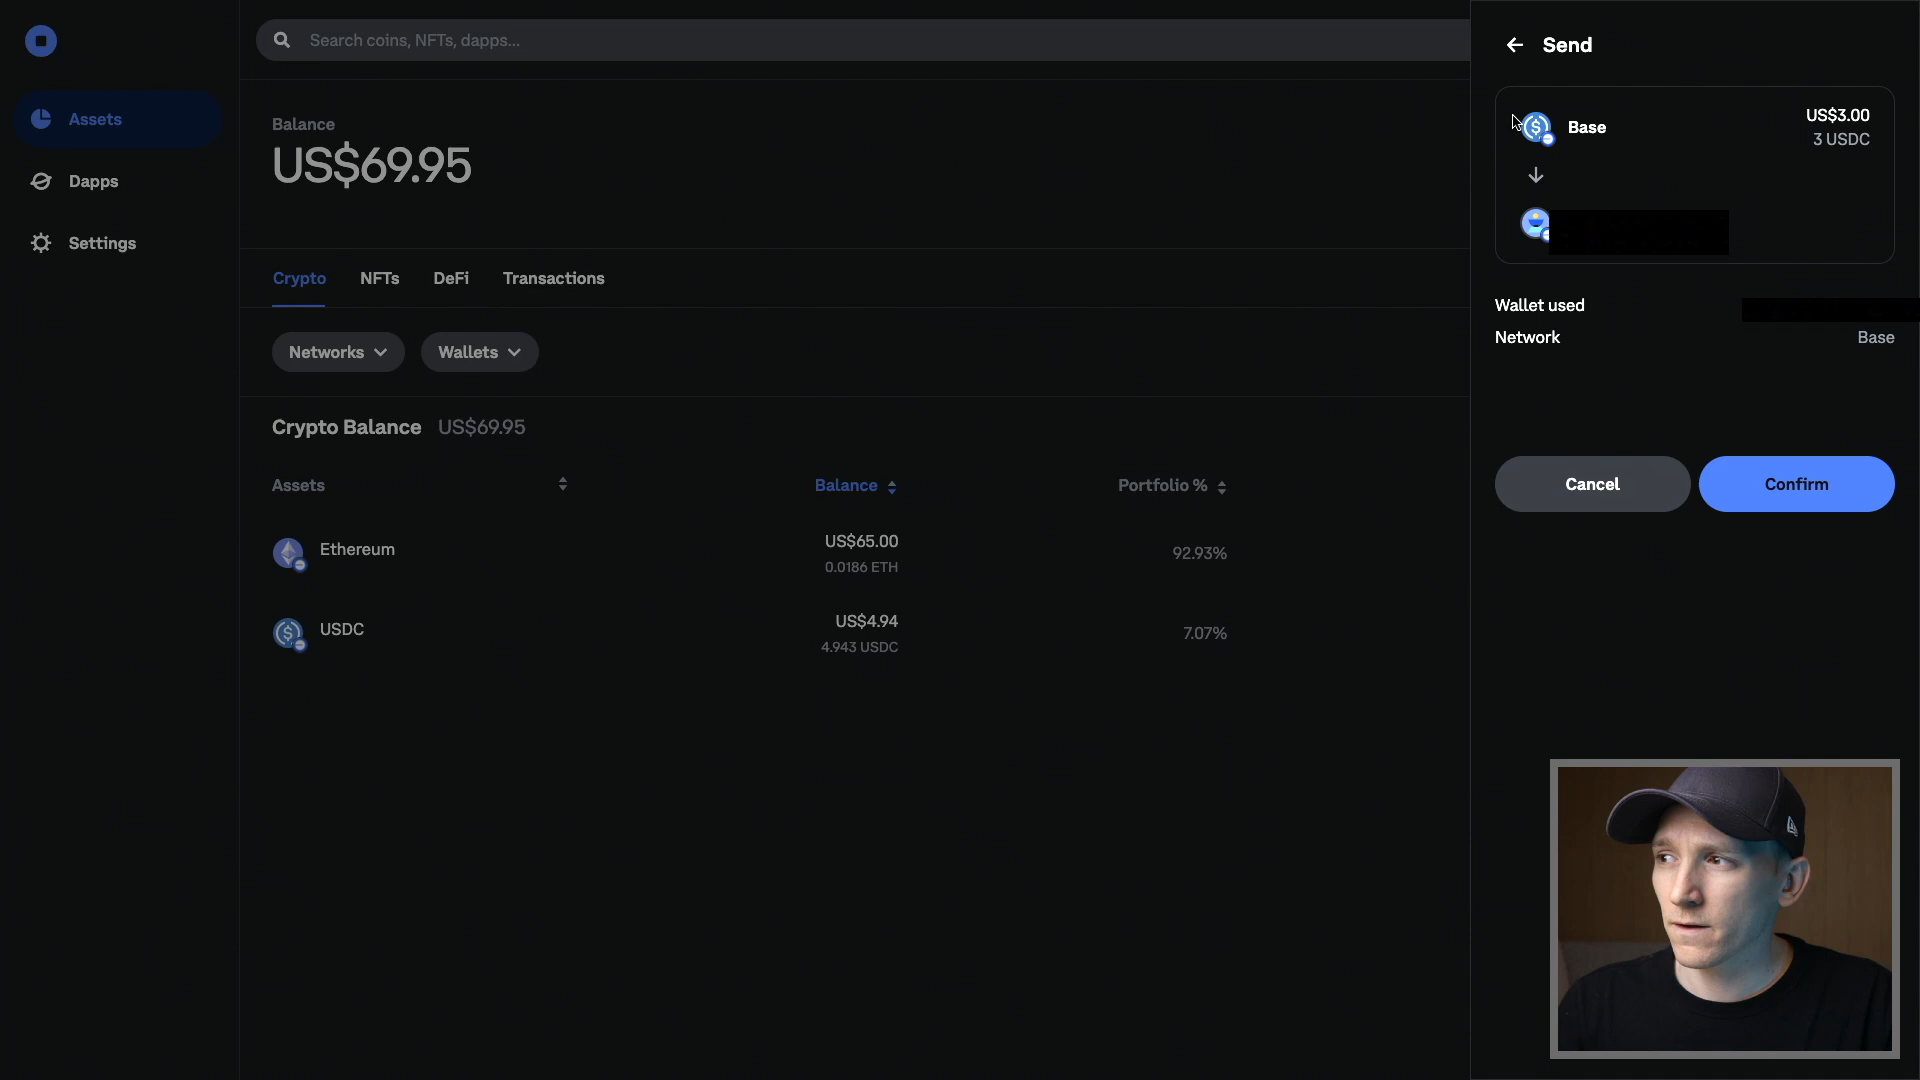 Search coins, NFTs, dapps...
Assets
Dapps
Settings
Balance
US$69.95
Crypto NFTs DeFi Transactions
Networks Wallets
Crypto Balance US$69.95
Assets Balance Portfolio %
Ethereum US$65.00 92.93%
0.0186 ETH
USDC US$4.94 7.07%
4.943 USDC
Send
Base US$3.00
3 USDC
Wallet used
Network Base
Cancel Confirm